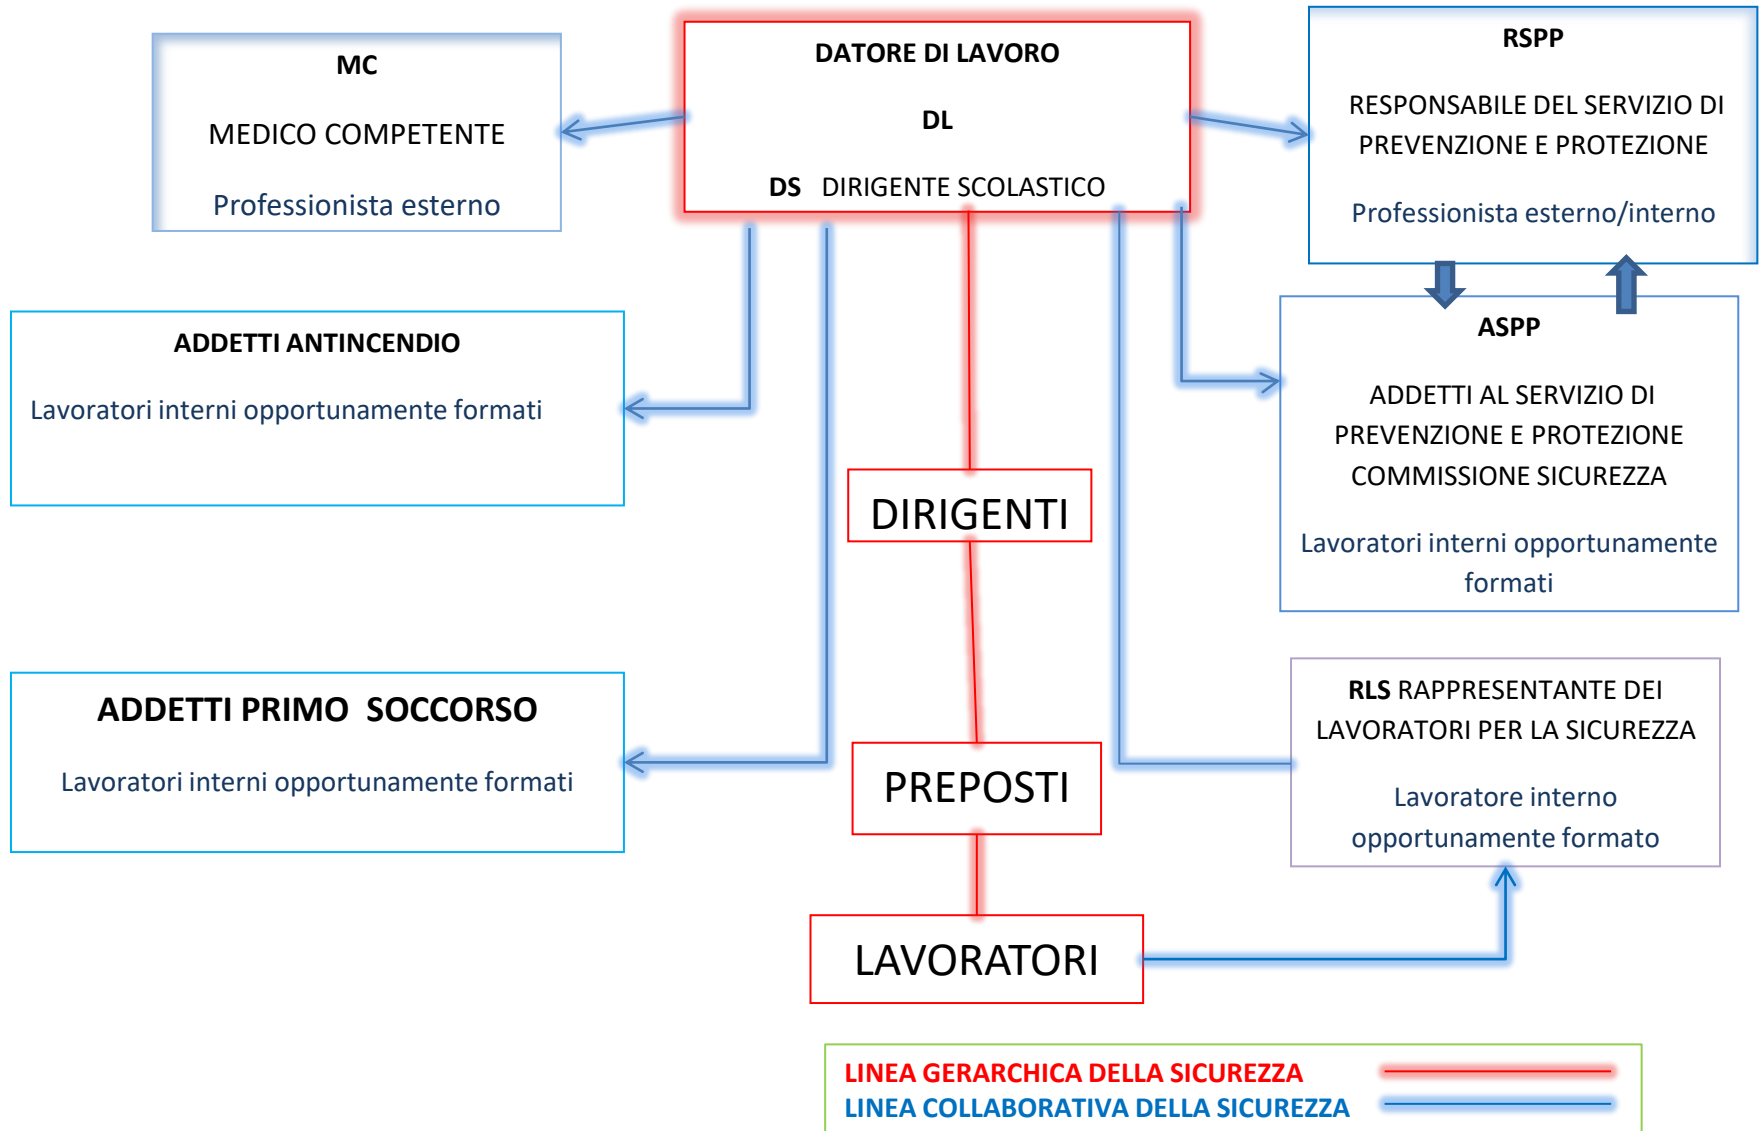 MC
MEDICO COMPETENTE
Professionista esterno
DATORE DI LAVORO
DL
DS DIRIGENTE SCOLASTICO
RSPP
RESPONSABILE DEL SERVIZIO DI
PREVENZIONE E PROTEZIONE
Professionista esterno/interno
ADDETTI ANTINCENDIO
Lavoratori interni opportunamente formati
ASPP
ADDETTI AL SERVIZIO DI
PREVENZIONE E PROTEZIONE
COMMISSIONE SICUREZZA
Lavoratori interni opportunamente
formati
DIRIGENTI
ADDETTI PRIMO SOCCORSO
Lavoratori interni opportunamente formati
PREPOSTI
RLS RAPPRESENTANTE DEI
LAVORATORI PER LA SICUREZZA
Lavoratore interno
opportunamente formato
LAVORATORI
LINEA GERARCHICA DELLA SICUREZZA
LINEA COLLABORATIVA DELLA SICUREZZA